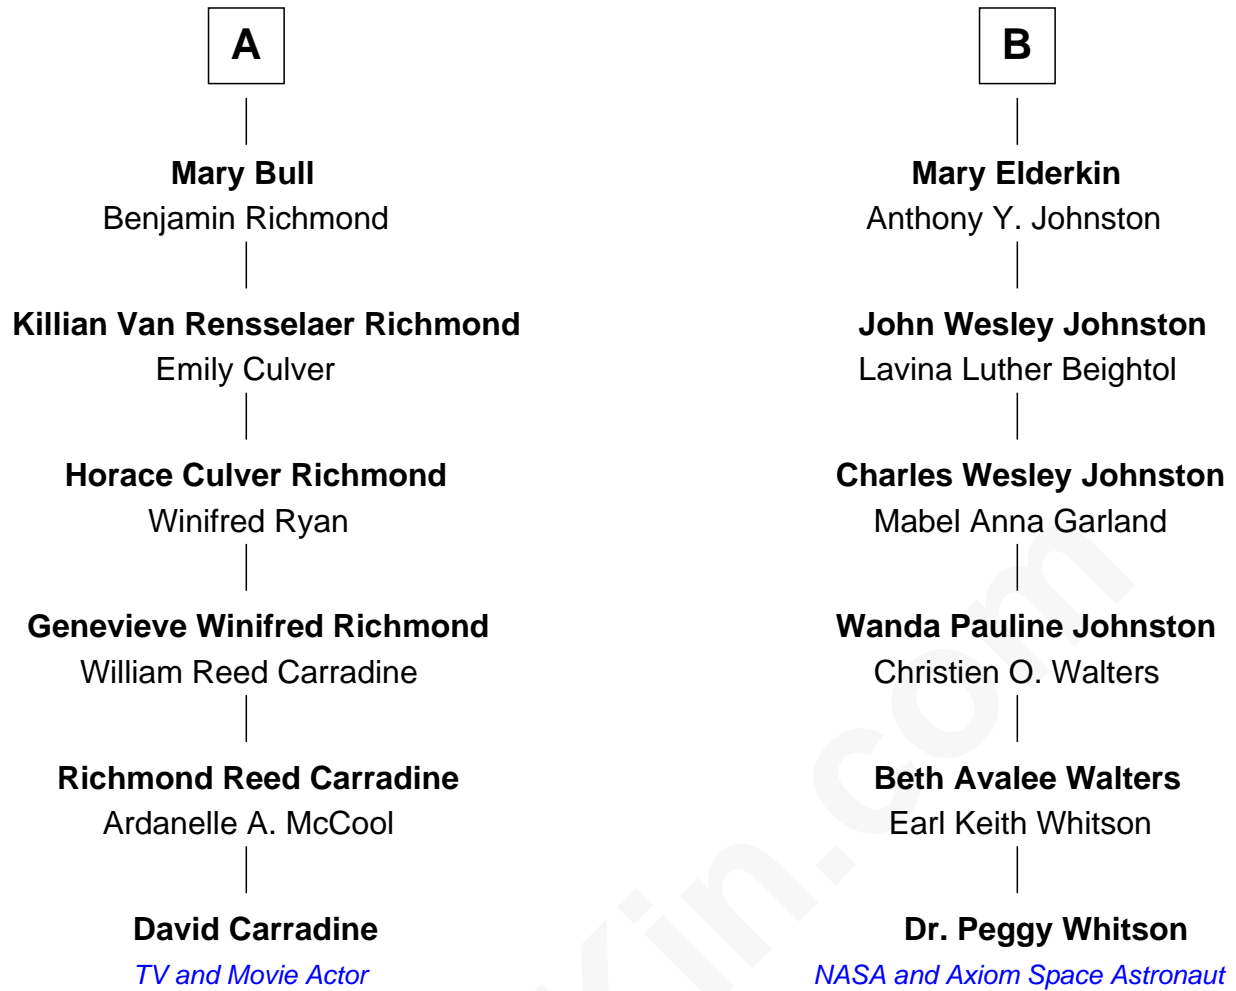 A
Mary Bull
Benjamin Richmond
Killian Van Rensselaer Richmond
Emily Culver
Horace Culver Richmond
Winifred Ryan
Genevieve Winifred Richmond
William Reed Carradine
Richmond Reed Carradine
Ardanelle A. McCool
David Carradine
TV and Movie Actor
B
Mary Elderkin
Anthony Y. Johnston
John Wesley Johnston
Lavina Luther Beightol
Charles Wesley Johnston
Mabel Anna Garland
Wanda Pauline Johnston
Christien O. Walters
Beth Avalee Walters
Earl Keith Whitson
Dr. Peggy Whitson
NASA and Axiom Space Astronaut
Kin.com